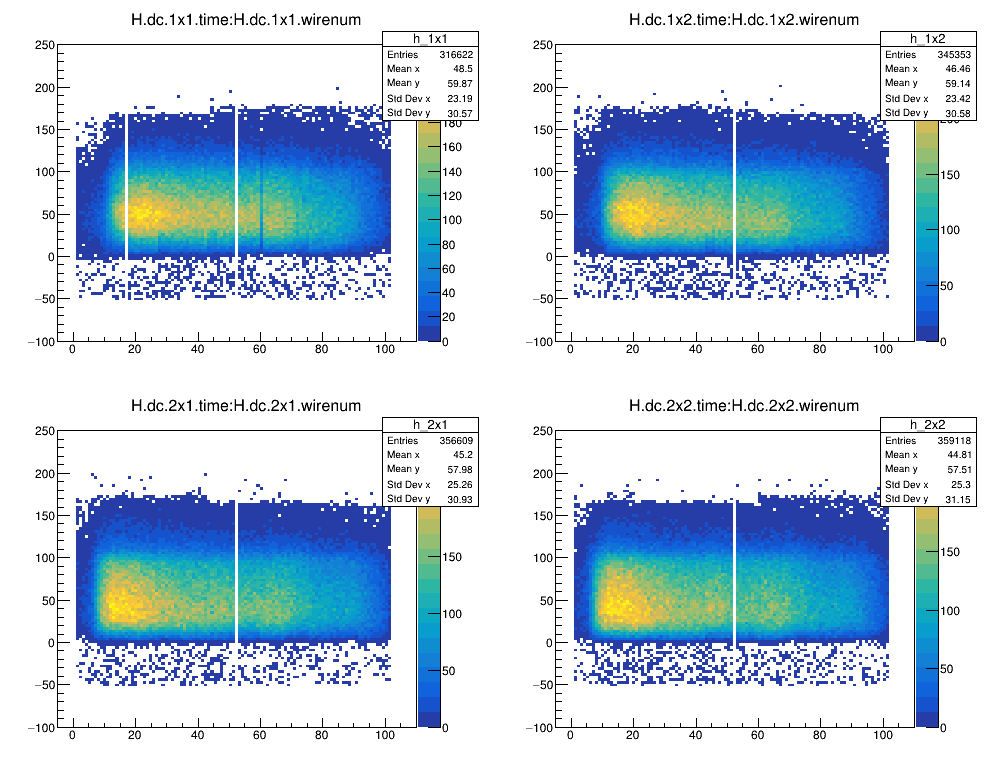 H.dc.1x1.time:H.dc.1x1.wirenum
h_1x1
Entries 316622
Mean x 48.5
Mean y 59.87
Std Dev x 23.19
Std Dev y 30.57
250
200
150
100
50
0
−50
−100
0 20 40 60 80 100
180
160
140
120
100
80
60
40
20
0
H.dc.1x2.time:H.dc.1x2.wirenum
h_1x2
Entries 345353
Mean x 46.46
Mean y 59.14
Std Dev x 23.42
Std Dev y 30.58
250
200
150
100
50
0
−50
−100
0 20 40 60 80 100
150
100
50
0
H.dc.2x1.time:H.dc.2x1.wirenum
h_2x1
Entries 356609
Mean x 45.2
Mean y 57.98
Std Dev x 25.26
Std Dev y 30.93
250
200
150
100
50
0
−50
−100
0 20 40 60 80 100
150
100
50
0
H.dc.2x2.time:H.dc.2x2.wirenum
h_2x2
Entries 359118
Mean x 44.81
Mean y 57.51
Std Dev x 25.3
Std Dev y 31.15
250
200
150
100
50
0
−50
−100
0 20 40 60 80 100
150
100
50
0